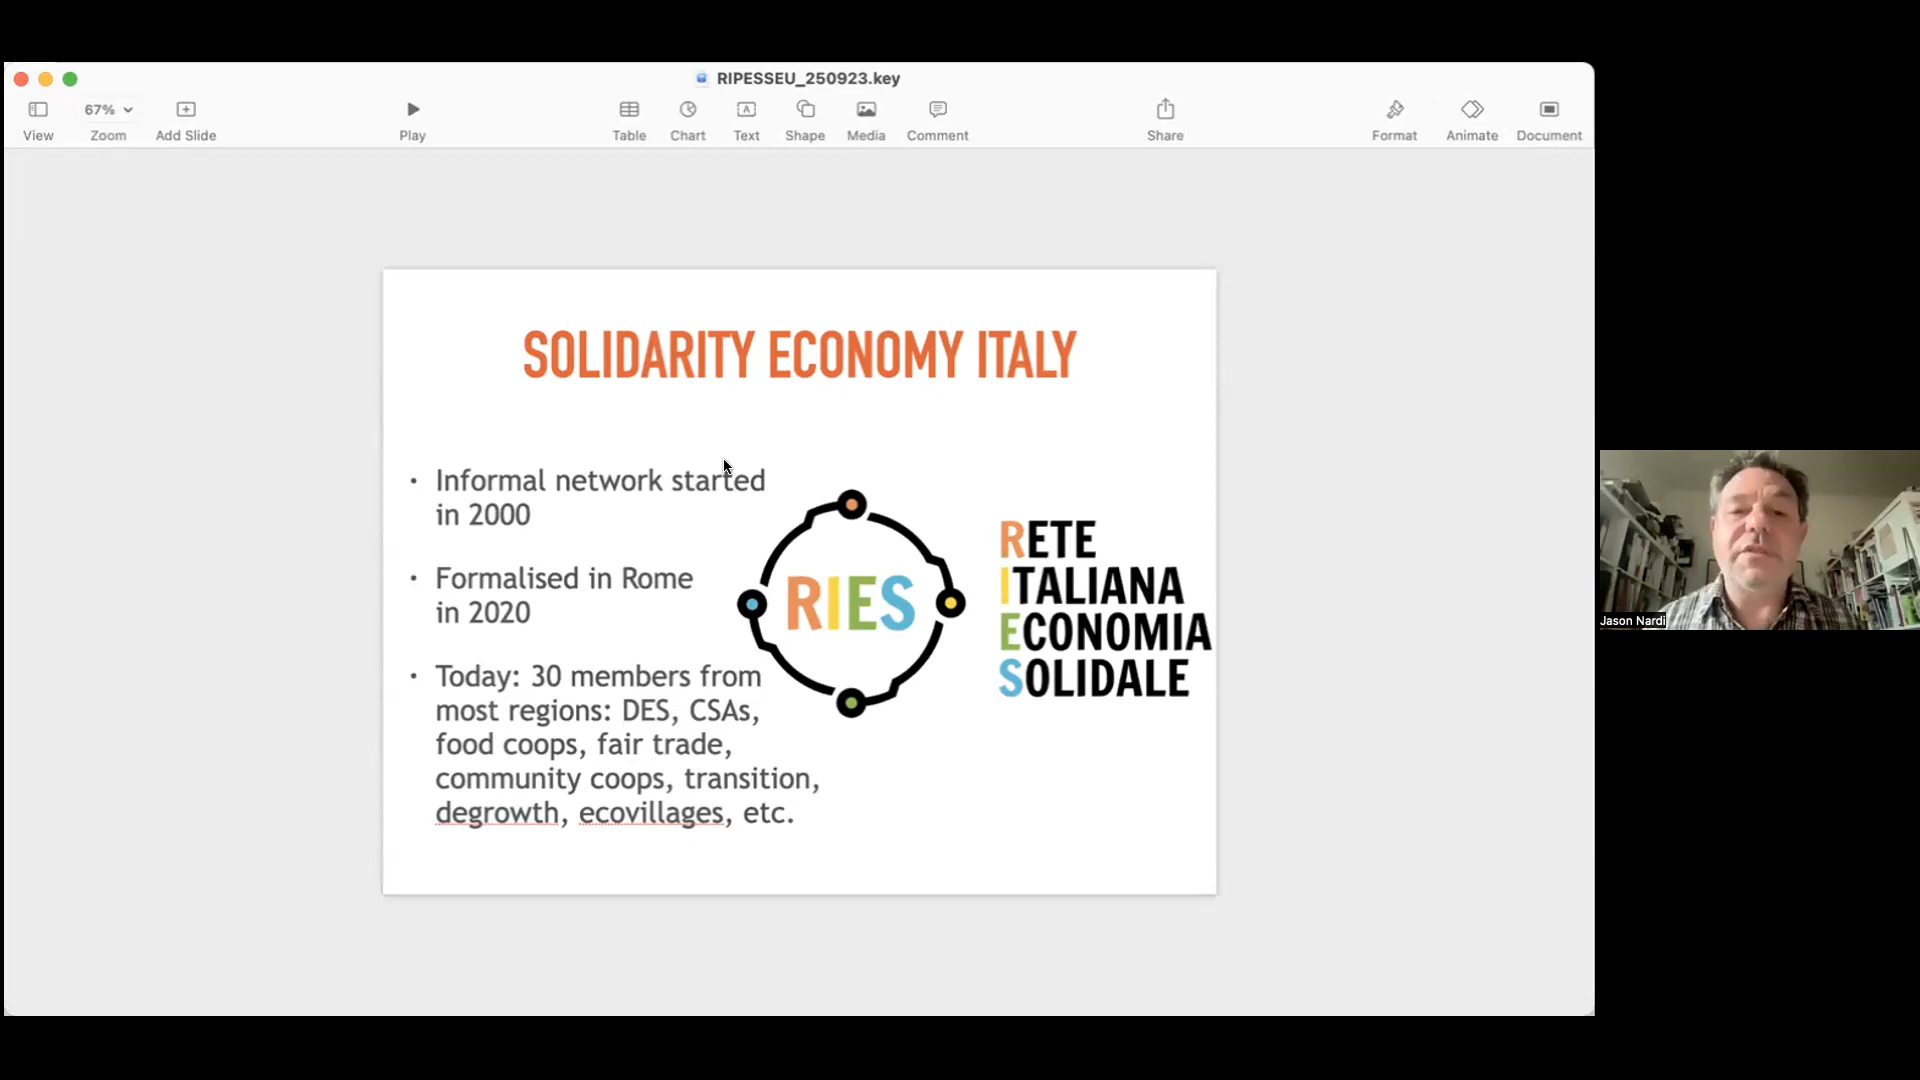 RIPESSEU_250923.key
67%
View
Zoom
Add Slide
Play
Table
Chart
Text
Shape
Media
Comment
Share
Format
Animate
Document
SOLIDARITY ECONOMY ITALY
• Informal network started
in 2000
• Formalised in Rome
in 2020
• Today: 30 members from
most regions: DES, CSAs,
food coops, fair trade,
community coops, transition,
degrowth, ecovillages, etc.
RIES
RETE
ITALIANA
ECONOMIA
SOLIDALE
Jason Nardi